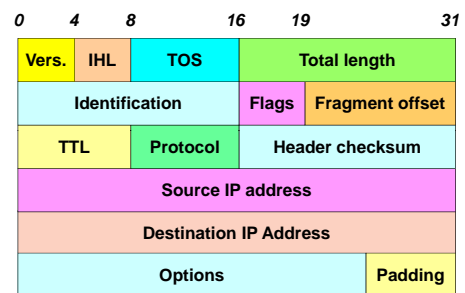 0 4 8 16 19 31
Vers. IHL TOS Total length
Identification Flags Fragment offset
TTL Protocol Header checksum
Source IP address
Destination IP Address
Options Padding